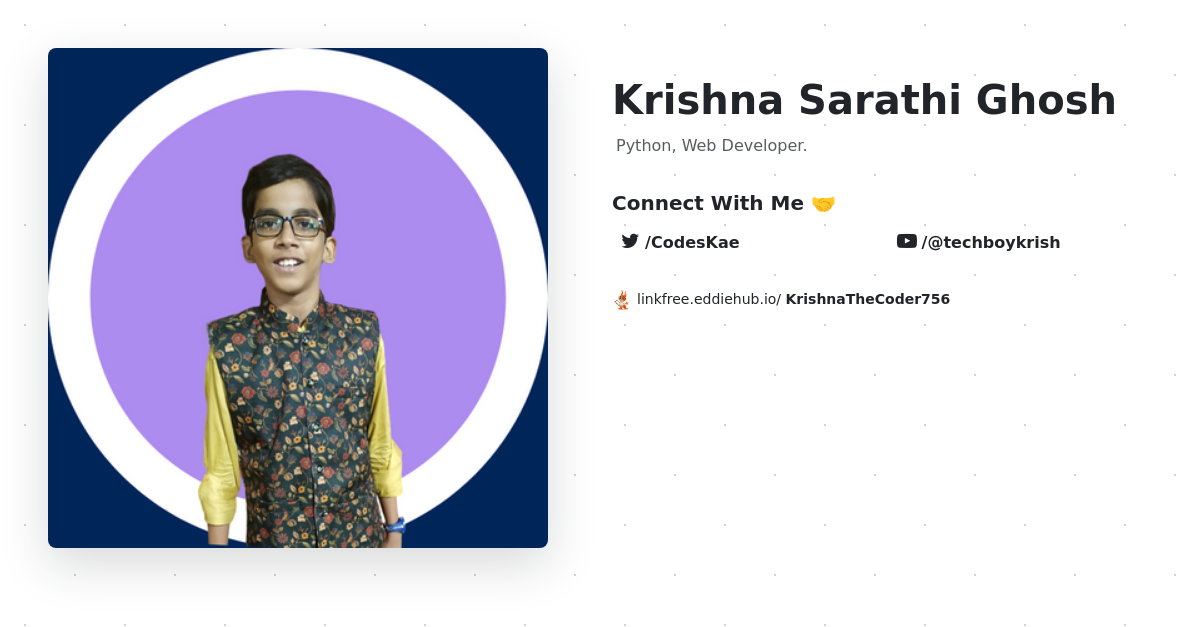 Krishna Sarathi Ghosh
Python, Web Developer.
Connect With Me 🤝
/CodesKae
/@techboykrish
linkfree.eddiehub.io/ KrishnaTheCoder756